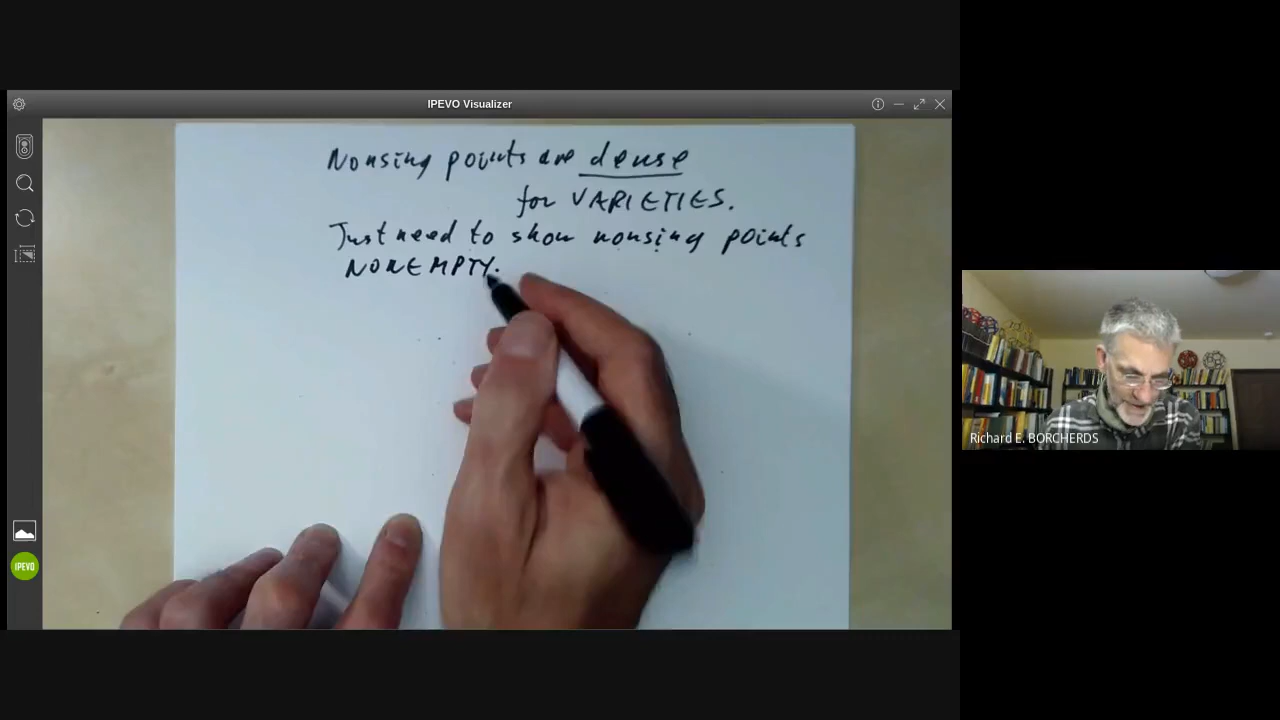 IPEVO Visualizer
Nonsing points are dense
for VARIETIES.
Just need to show nonsing points
NONEMPTY.
Richard E. BORCHERDS
IPEVO